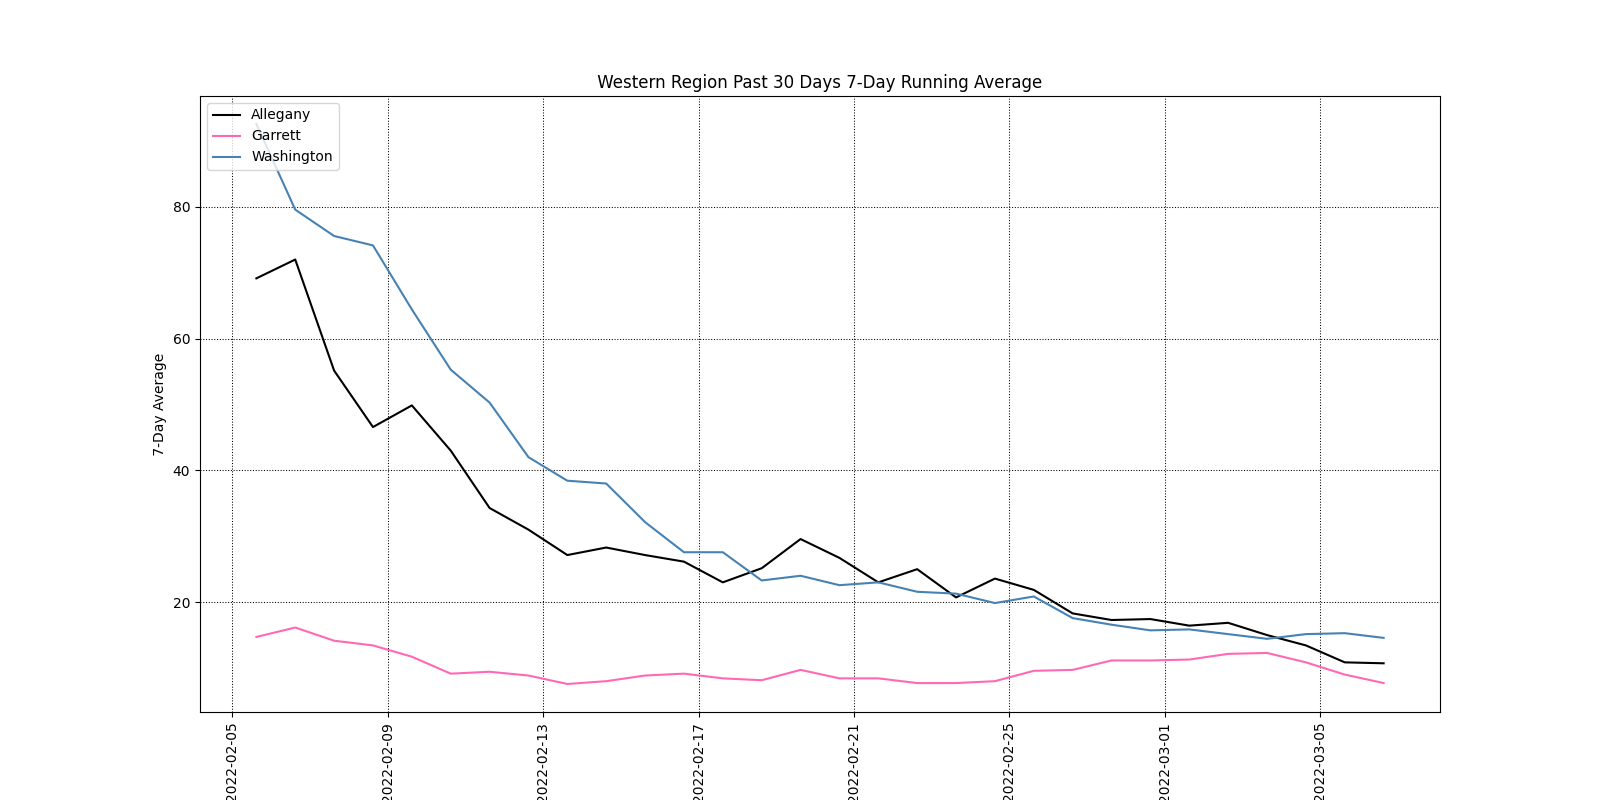 Western Region Past 30 Days 7-Day Running Average
Allegany
Garrett
Washington
7-Day Average
80
60
40
20
2022-02-05
2022-02-09
2022-02-13
2022-02-17
2022-02-21
2022-02-25
2022-03-01
2022-03-05